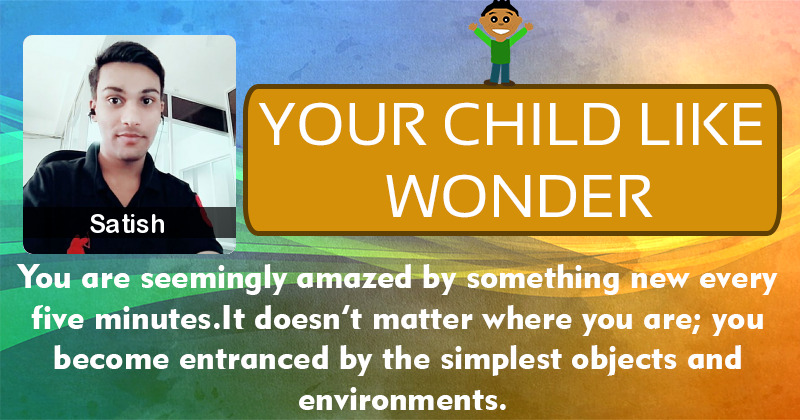 Satish
YOUR CHILD LIKE
WONDER
You are seemingly amazed by something new every
five minutes.It doesn't matter where you are; you
become entranced by the simplest objects and
environments.